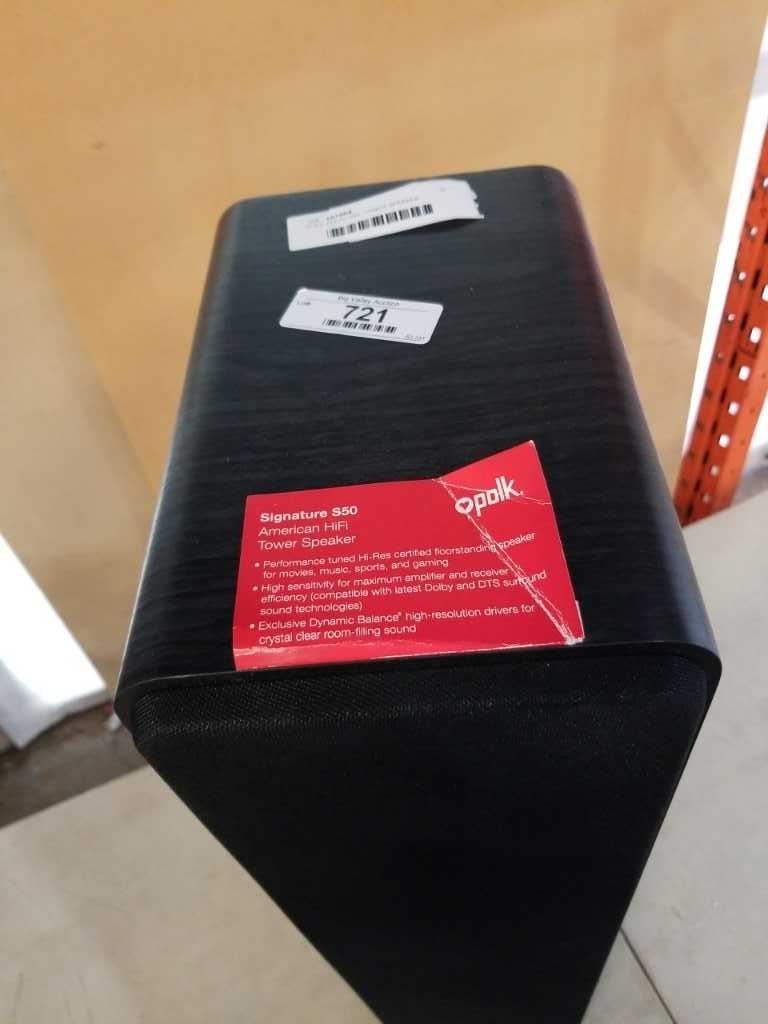 Big Valley Auction
Lot#
721
polk
Signature S50
American HiFi
Tower Speaker
• Performance tuned Hi-Res certified floorstanding speaker
for movies, music, sports, and gaming
• High sensitivity for maximum amplifier and receiver
efficiency (compatible with latest Dolby and DTS surround
sound technologies)
• Exclusive Dynamic Balance® high-resolution drivers for
crystal clear room-filling sound